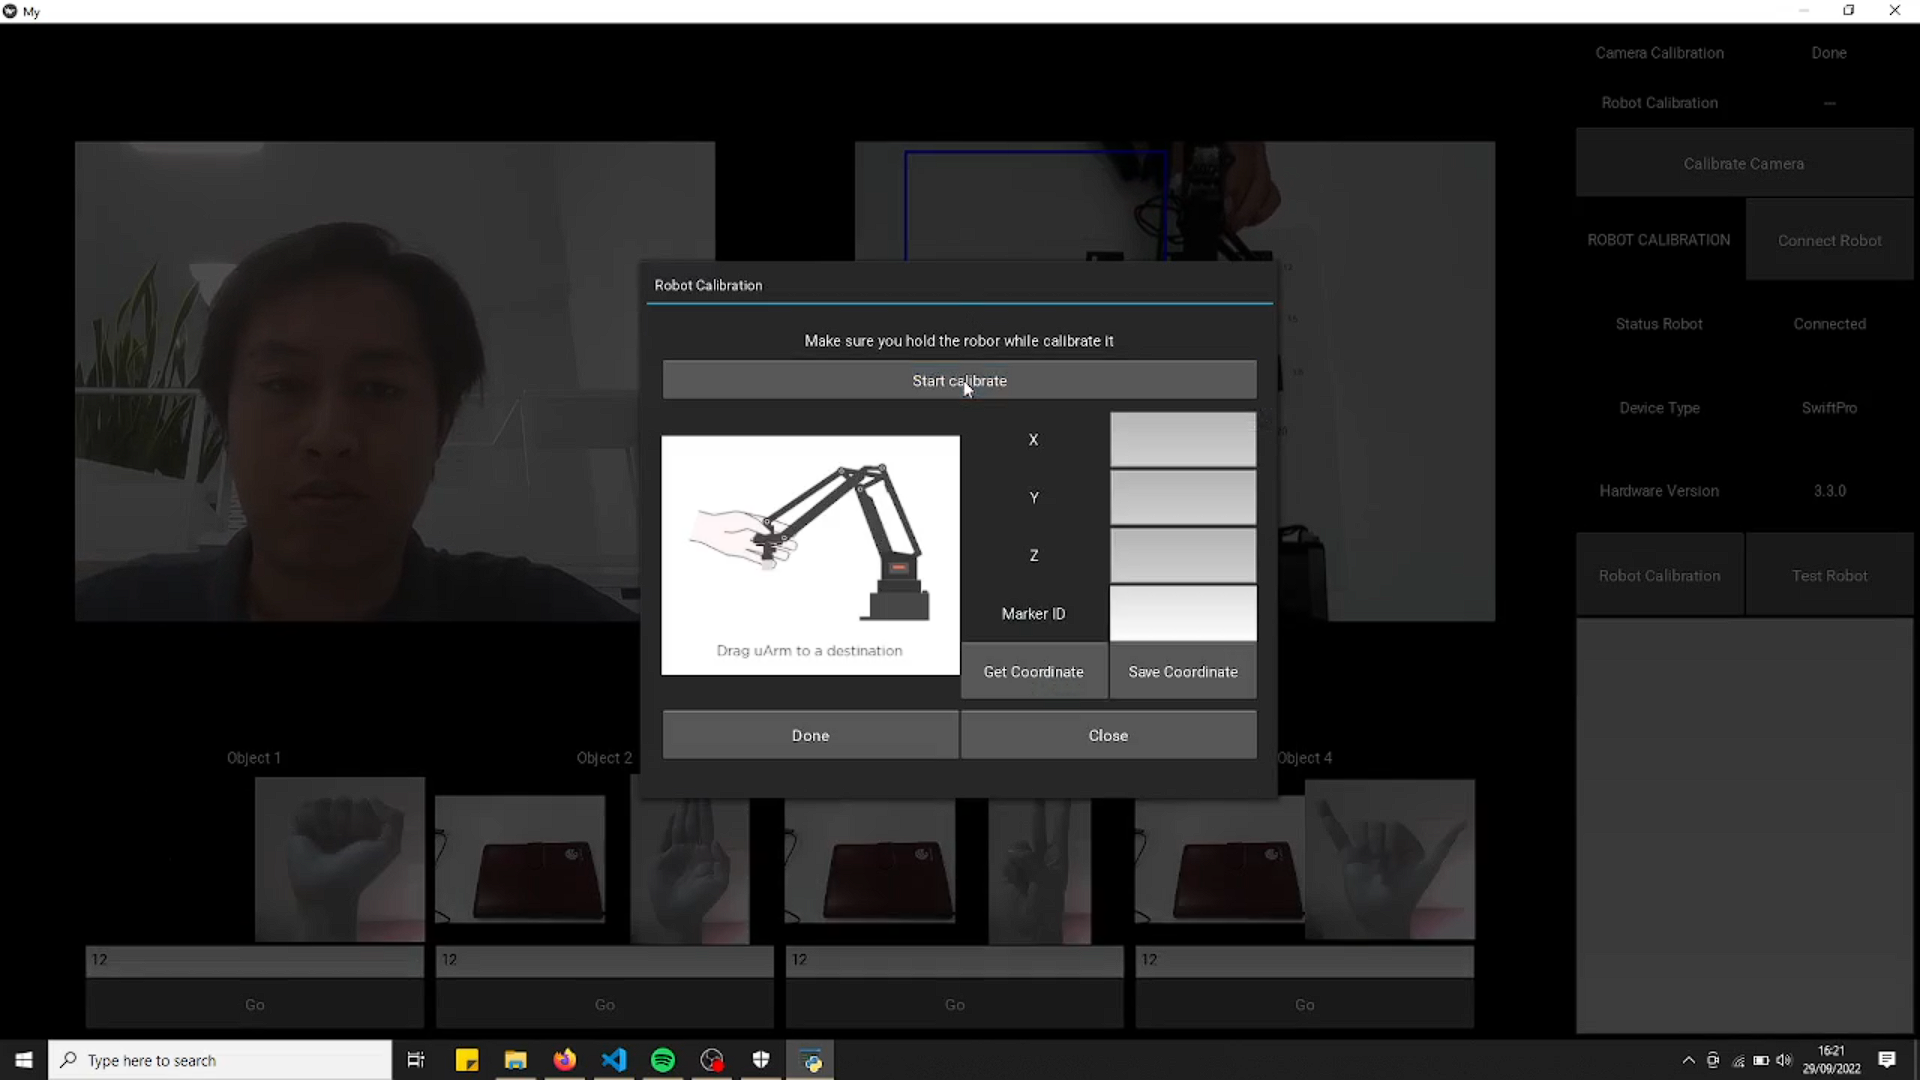 My
Camera Calibration Done
Robot Calibration —
Calibrate Camera
ROBOT CALIBRATION Connect Robot
Status Robot Connected
Device Type SwiftPro
Hardware Version 3.3.0
Robot Calibration Test Robot
Robot Calibration
Make sure you hold the robor while calibrate it
Start calibrate
X
Y
Z
Marker ID
Drag uArm to a destination
Get Coordinate Save Coordinate
Done Close
Object 1 Object 2 Object 4
12 12 12 12
Go Go Go Go
Type here to search
16:21
29/09/2022